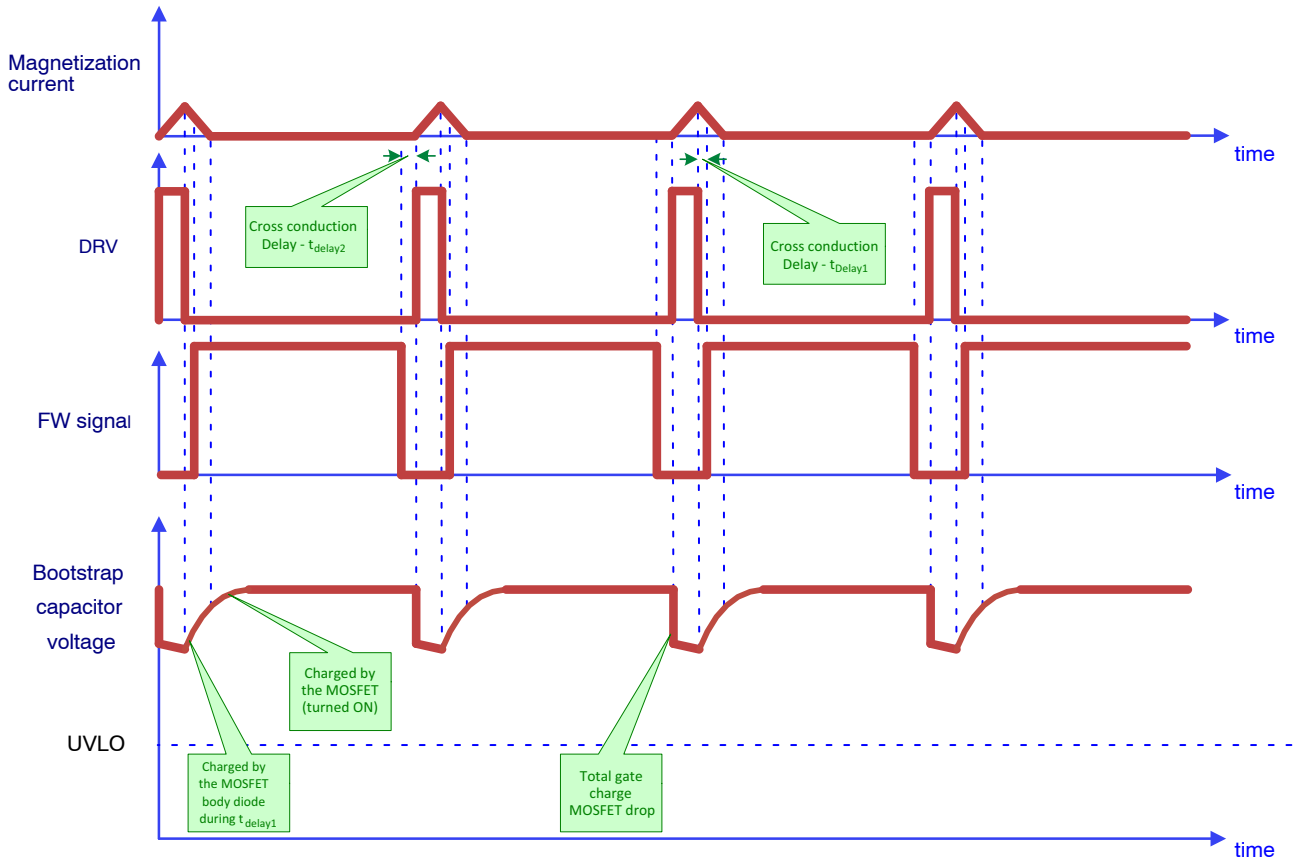 Magnetization
current
time
Cross conduction
Delay - tdelay2
Cross conduction
Delay - tDelay1
DRV
time
FW signal
time
Bootstrap
capacitor
voltage
Charged by
the MOSFET
(turned ON)
UVLO
Charged by
the MOSFET
body diode
during tdelay1
Total gate
charge
MOSFET drop
time